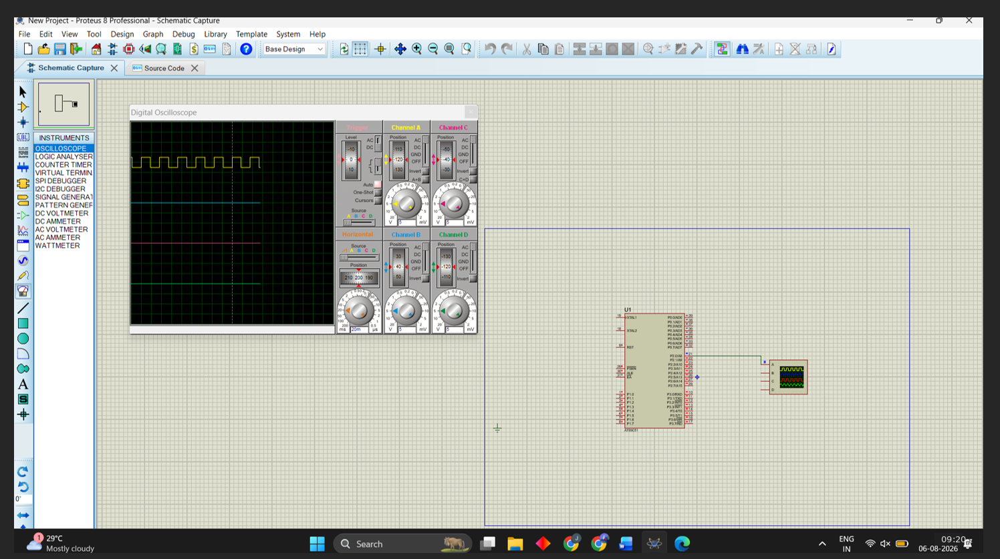 New Project - Proteus 8 Professional - Schematic Capture
File Edit View Tool Design Graph Debug Library Template System Help
Base Design
Schematic Capture
Source Code
INSTRUMENTS
OSCILLOSCOPE
LOGIC ANALYSER
COUNTER TIMER
VIRTUAL TERMIN
SPI DEBUGGER
I2C DEBUGGER
SIGNAL GENERAT
PATTERN GENEF
DC VOLTMETER
DC AMMETER
AC VOLTMETER
AC AMMETER
WATTMETER
0°
Digital Oscilloscope
Trigger
Level
AC
DC
-10
0
10
Auto
One-Shot
Cursors
Source
A B C D
Channel A
Position
AC
DC
GND
OFF
Invert
A+B
110
120
130
V 5 mV
Channel C
Position
AC
DC
GND
OFF
Invert
C+D
-50
-40
-30
V 5 mV
Horizontal
Source
A B C D
Position
210 200 190
ms 20m µs
Channel B
Position
AC
DC
GND
OFF
Invert
30
40
50
V 5 mV
Channel D
Position
AC
DC
GND
OFF
Invert
-130
-120
-110
V 5 mV
U1
XTAL1
XTAL2
RST
PSEN
ALE
EA
P1.0
P1.1
P1.2
P1.3
P1.4
P1.5
P1.6
P1.7
P0.0/AD0
P0.1/AD1
P0.2/AD2
P0.3/AD3
P0.4/AD4
P0.5/AD5
P0.6/AD6
P0.7/AD7
P2.0/A8
P2.1/A9
P2.2/A10
P2.3/A11
P2.4/A12
P2.5/A13
P2.6/A14
P2.7/A15
P3.0/RXD
P3.1/TXD
P3.2/INT0
P3.3/INT1
P3.4/T0
P3.5/T1
P3.6/WR
P3.7/RD
AT89C51
A
B
C
D
1
29°C
Mostly cloudy
Search
ENG
IN
09:20
06-08-2026